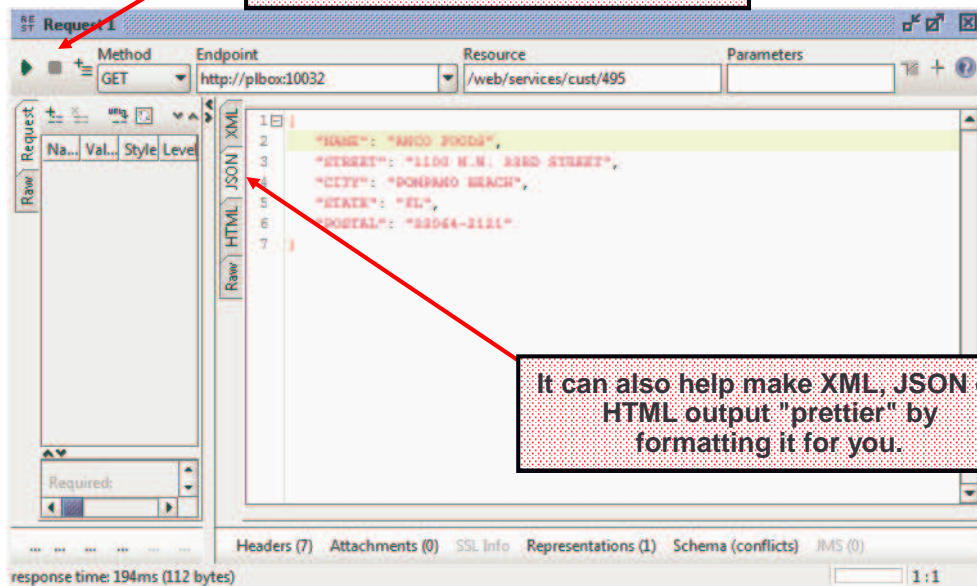 REST Request 1
Method Endpoint Resource Parameters
GET http://plbox:10032 /web/services/cust/495
Request
Raw
Na... Val... Style Level
Required:
XML
JSON
HTML
Raw
1 {
2 "NAME": "ANCO FOODS",
3 "STREET": "1100 N.W. 33RD STREET",
4 "CITY": "POMPANO BEACH",
5 "STATE": "FL",
6 "POSTAL": "33064-2121"
7 }
It can also help make XML, JSON
HTML output "prettier" by
formatting it for you.
... ... ... ... ... ...
Headers (7) Attachments (0) SSL Info Representations (1) Schema (conflicts) JMS (0)
response time: 194ms (112 bytes)
1:1